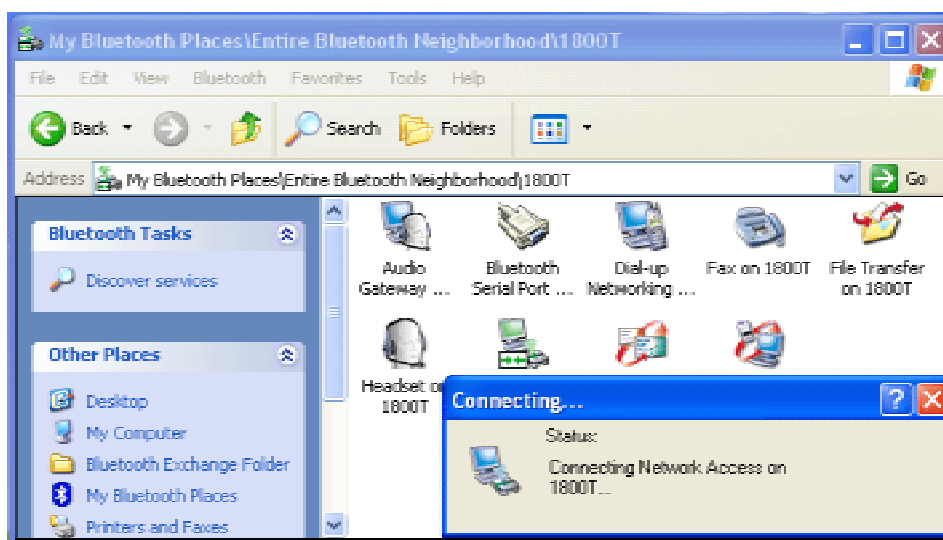 My Bluetooth Places\Entire Bluetooth Neighborhood\1800T
File Edit View Bluetooth Favorites Tools Help
Back Search Folders
Address My Bluetooth Places\Entire Bluetooth Neighborhood\1800T Go
Bluetooth Tasks
Discover services
Other Places
Desktop
My Computer
Bluetooth Exchange Folder
My Bluetooth Places
Printers and Faxes
Audio Bluetooth Dial-up Fax on 1800T File Transfer
Gateway ... Serial Port ... Networking ... on 1800T
Headset on
1800T
Connecting...
Status:
Connecting Network Access on
1800T...